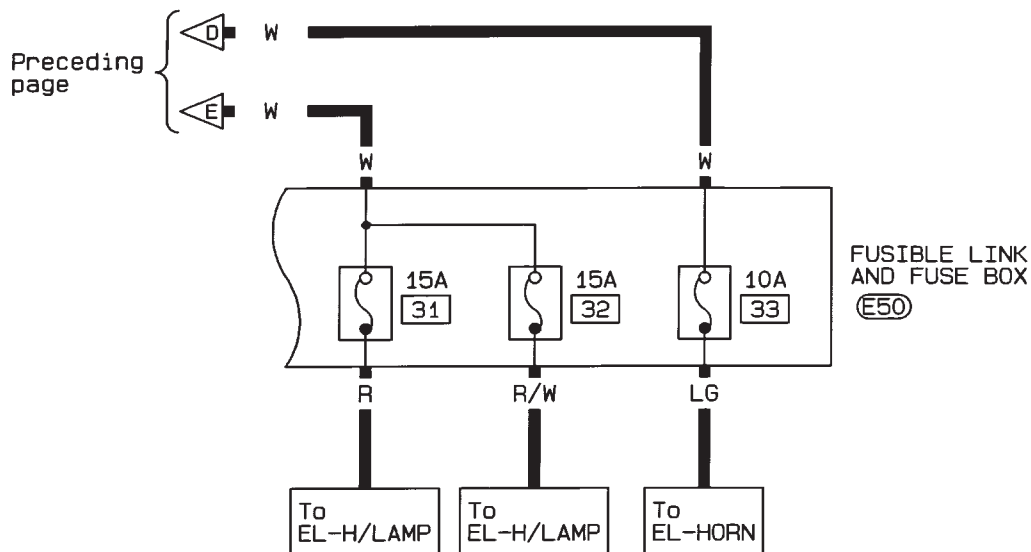 D W
Preceding
page
E W
W W
FUSIBLE LINK
AND FUSE BOX
E50
15A 15A 10A
31 32 33
R R/W LG
To To To
EL-H/LAMP EL-H/LAMP EL-HORN